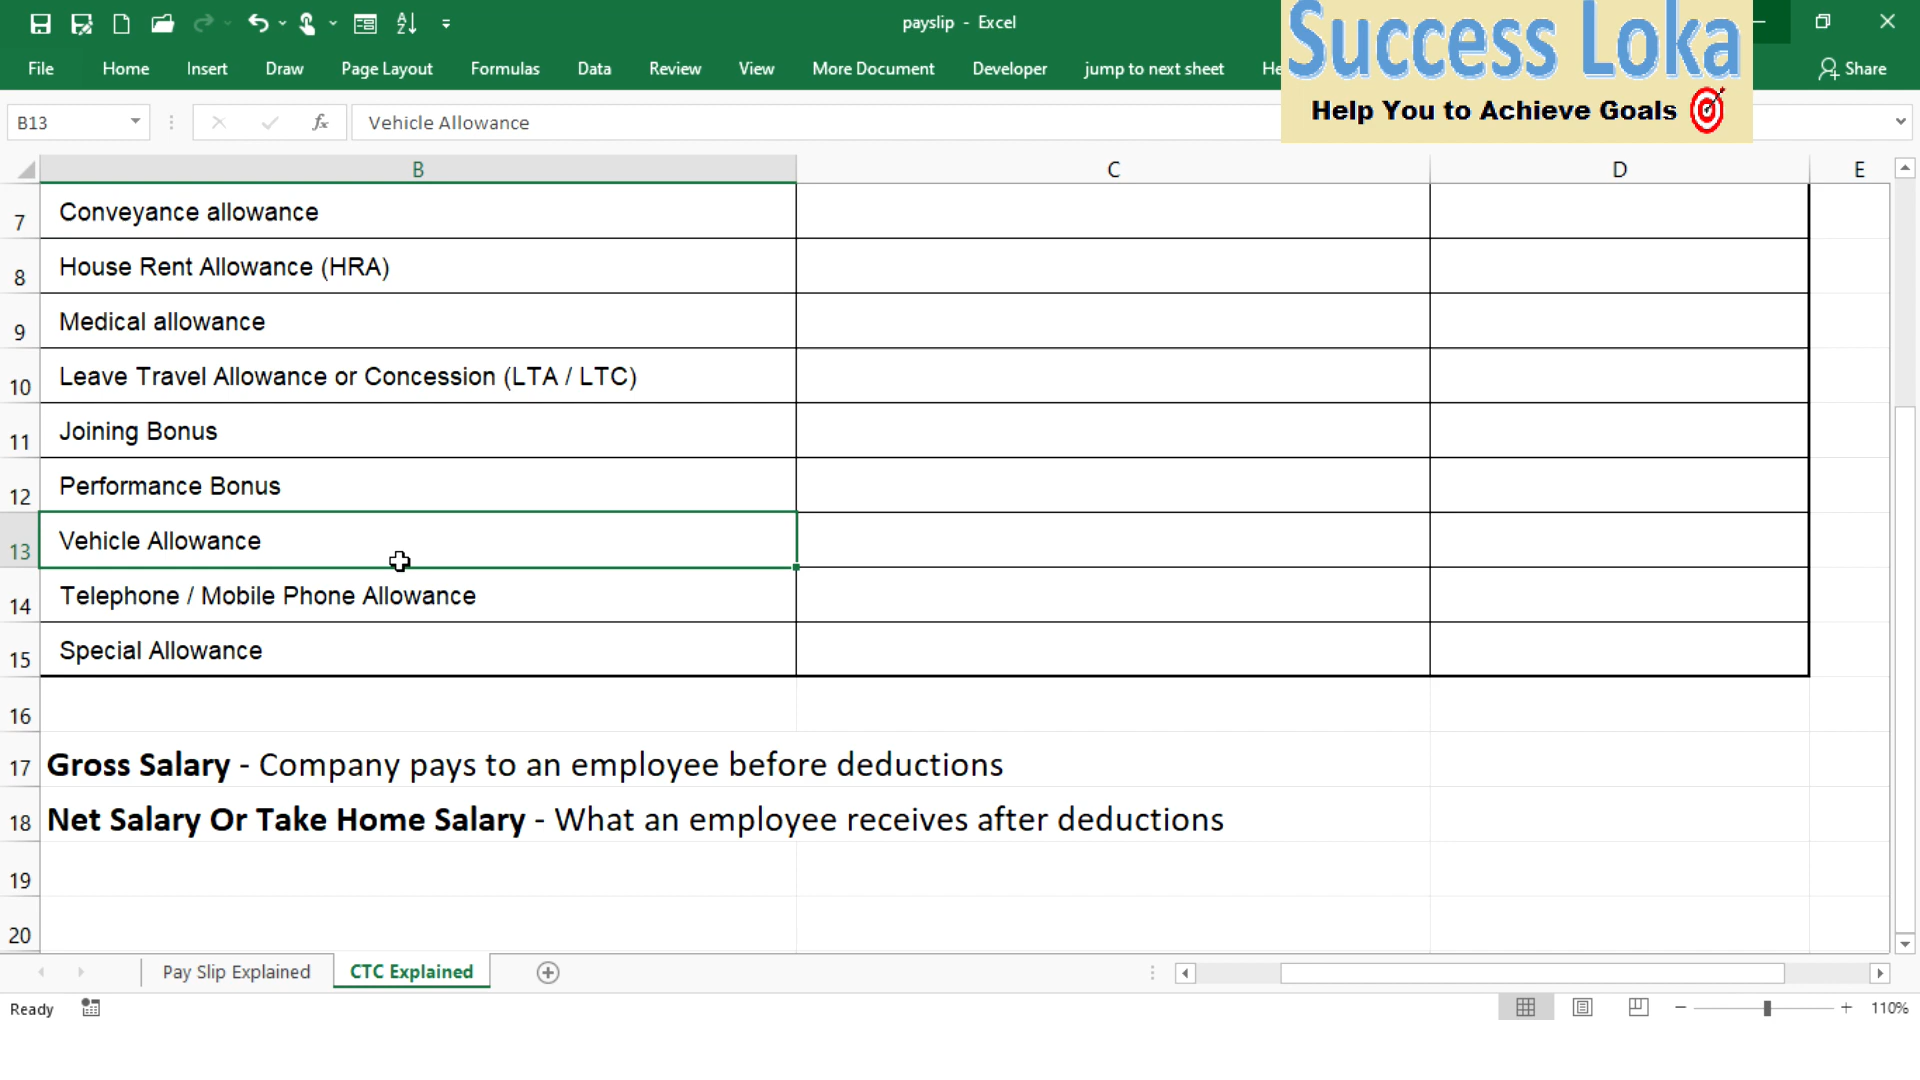 payslip - Excel
Success Loka
Help You to Achieve Goals
File Home Insert Draw Page Layout Formulas Data Review View More Document Developer jump to next sheet He Share
B13 fx Vehicle Allowance
B C D E
7 Conveyance allowance
8 House Rent Allowance (HRA)
9 Medical allowance
10 Leave Travel Allowance or Concession (LTA / LTC)
11 Joining Bonus
12 Performance Bonus
13 Vehicle Allowance
14 Telephone / Mobile Phone Allowance
15 Special Allowance
16
17 Gross Salary - Company pays to an employee before deductions
18 Net Salary Or Take Home Salary - What an employee receives after deductions
19
20
Pay Slip Explained CTC Explained
Ready 110%